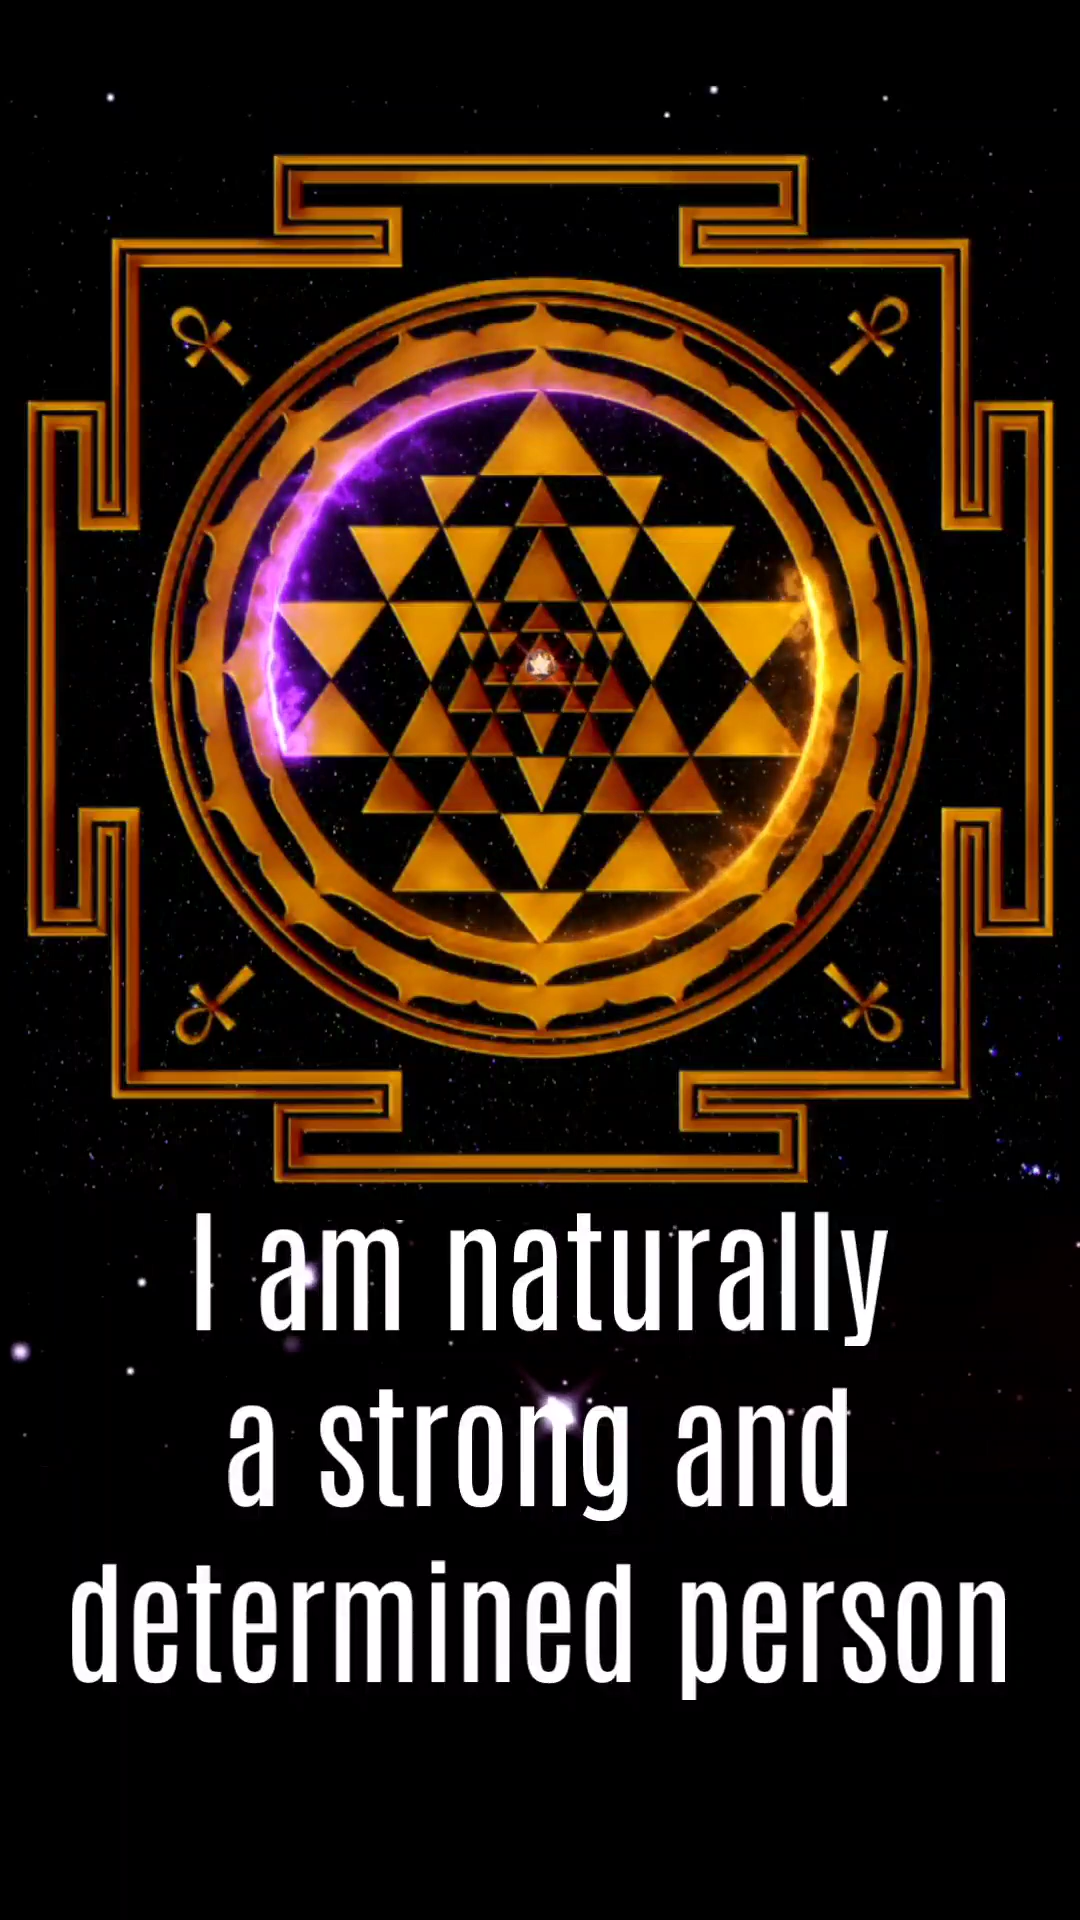 I am naturally
a strong and
determined person